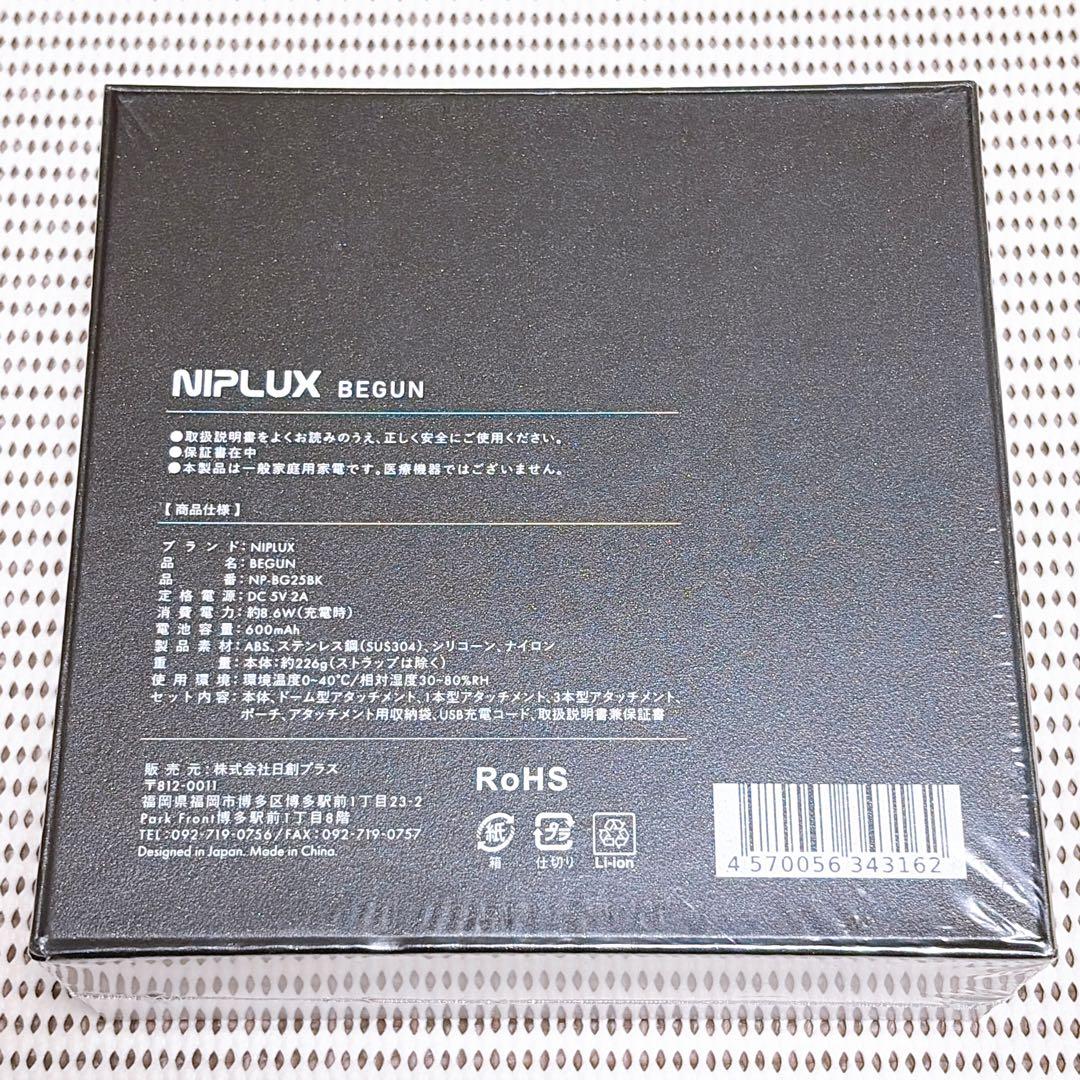 NIPLUX BEGUN
●取扱説明書をよくお読みのうえ、正しく安全にご使用ください。
●保証書在中
●本製品は一般家庭用家電です。医療機器ではございません。
【商品仕様】
ブランド：NIPLUX
品名：BEGUN
品番：NP-BG25BK
定格電源：DC 5V 2A
消費電力：約8.6W（充電時）
電池容量：600mAh
製品素材：ABS、ステンレス鋼（SUS304）、シリコーン、ナイロン
重量：本体：約226g（ストラップは除く）
使用環境：環境温度0~40℃/相対湿度30~80%RH
セット内容：本体、ドーム型アタッチメント、1本型アタッチメント、3本型アタッチメント、
ポーチ、アタッチメント用収納袋、USB充電コード、取扱説明書兼保証書
販売元：株式会社日創プラス
〒812-0011
福岡県福岡市博多区博多駅前1丁目23-2
Park Front博多駅前1丁目8階
TEL:092-719-0756/FAX:092-719-0757
Designed in Japan. Made in China.
RoHS
紙 プラ
箱 仕切り Li-ion
4 570056 343162